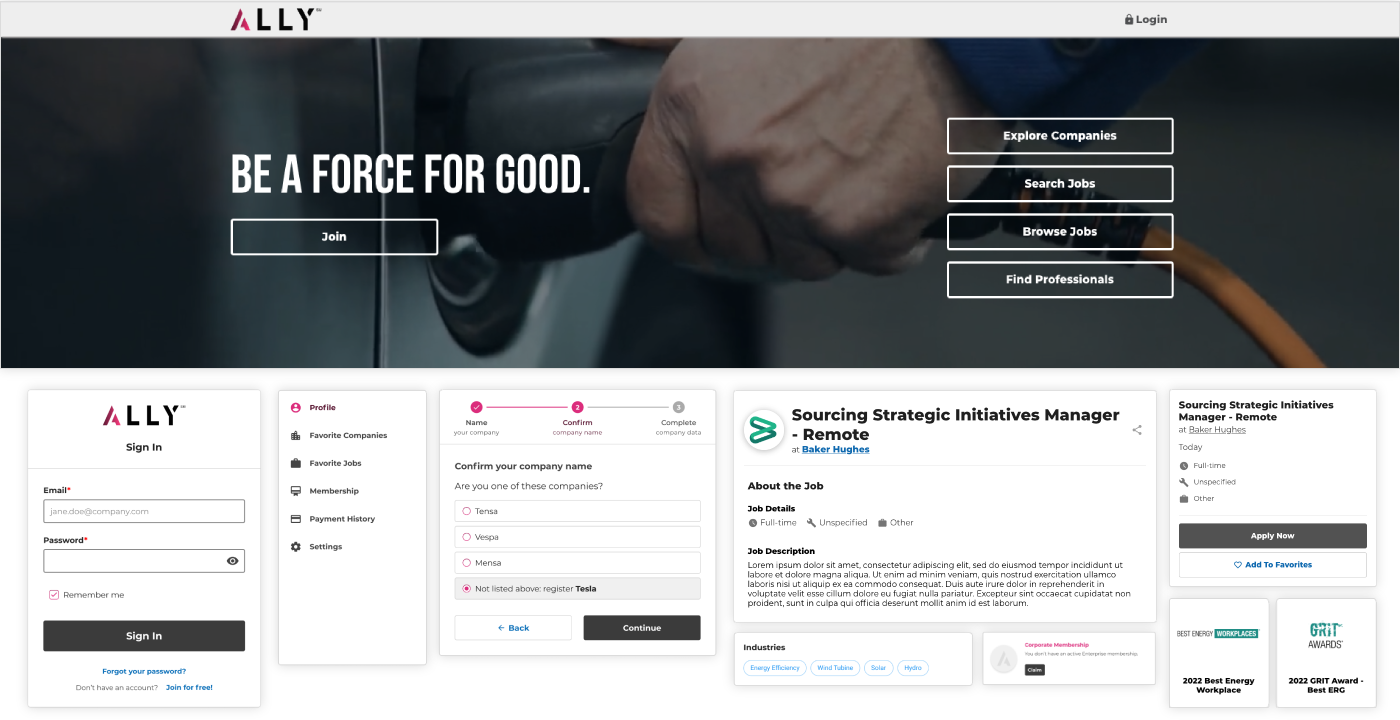 ALLY℠
Login
BE A FORCE FOR GOOD.
Join
Explore Companies
Search Jobs
Browse Jobs
Find Professionals
ALLY℠
Sign In
Email*
jane.doe@company.com
Password*
Remember me
Sign In
Forgot your password?
Don't have an account? Join for free!
Profile
Favorite Companies
Favorite Jobs
Membership
Payment History
Settings
2 3
Name Confirm Complete
your company company name company data
Confirm your company name
Are you one of these companies?
Tensa
Vespa
Mensa
Not listed above: register Tesla
← Back Continue
Sourcing Strategic Initiatives Manager
- Remote
at Baker Hughes
About the Job
Job Details
Full-time Unspecified Other
Job Description
Lorem ipsum dolor sit amet, consectetur adipiscing elit, sed do eiusmod tempor incididunt ut
labore et dolore magna aliqua. Ut enim ad minim veniam, quis nostrud exercitation ullamco
laboris nisi ut aliquip ex ea commodo consequat. Duis aute irure dolor in reprehenderit in
voluptate velit esse cillum dolore eu fugiat nulla pariatur. Excepteur sint occaecat cupidatat non
proident, sunt in culpa qui officia deserunt mollit anim id est laborum.
Industries
Energy Efficiency Wind Tubine Solar Hydro
Corporate Membership
You don't have an active Enterprise membership.
Claim
Sourcing Strategic Initiatives
Manager - Remote
at Baker Hughes
Today
Full-time
Unspecified
Other
Apply Now
Add To Favorites
BEST ENERGY WORKPLACES
2022 Best Energy
Workplace
GRIT
AWARDS
2022 GRIT Award -
Best ERG